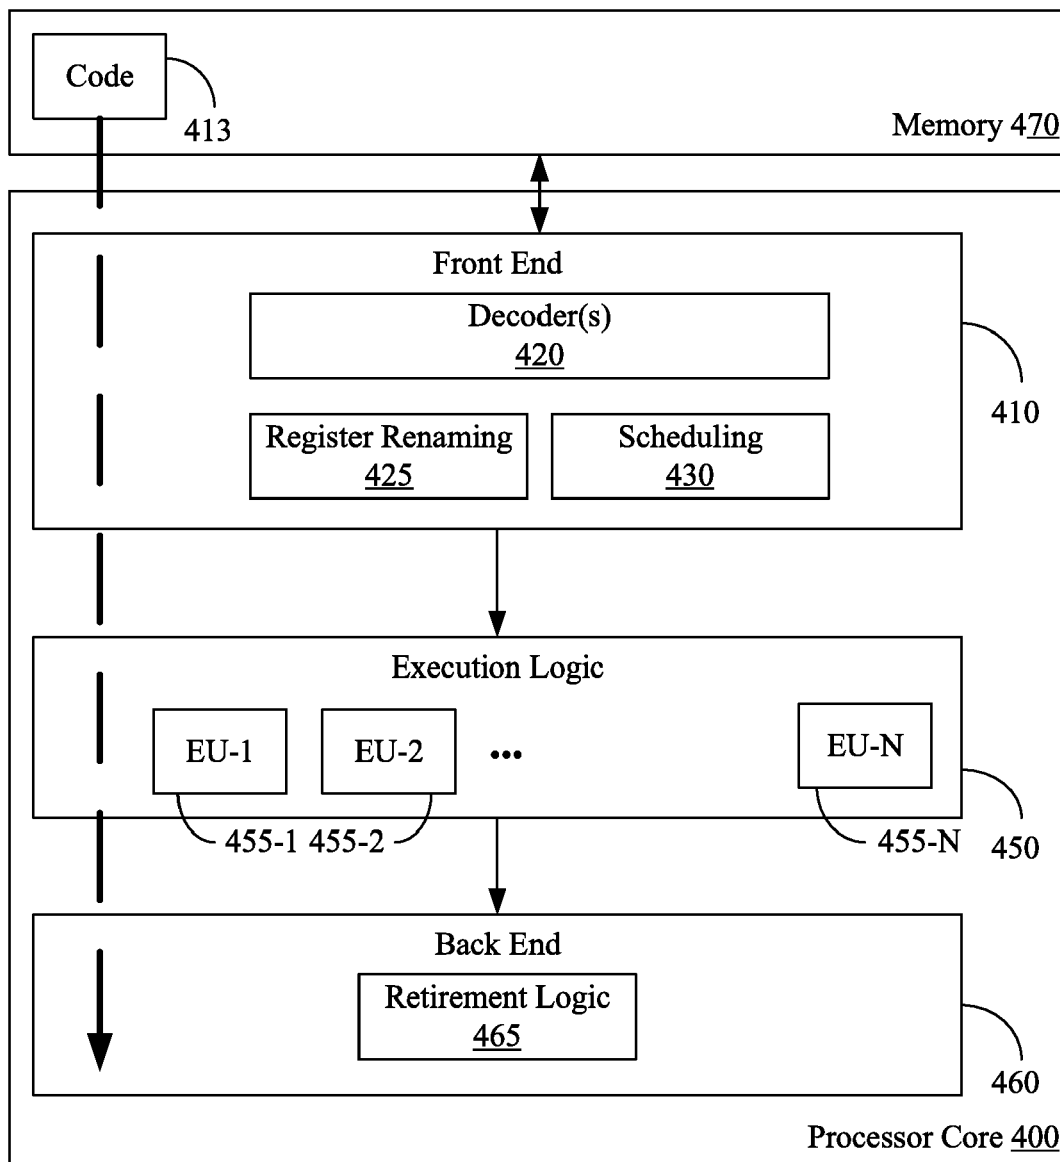 Code
413
Memory 470
Front End
Decoder(s)
420
410
Register Renaming
425
Scheduling
430
Execution Logic
EU-1
EU-2
...
EU-N
455-1 455-2
455-N
450
Back End
Retirement Logic
465
460
Processor Core 400